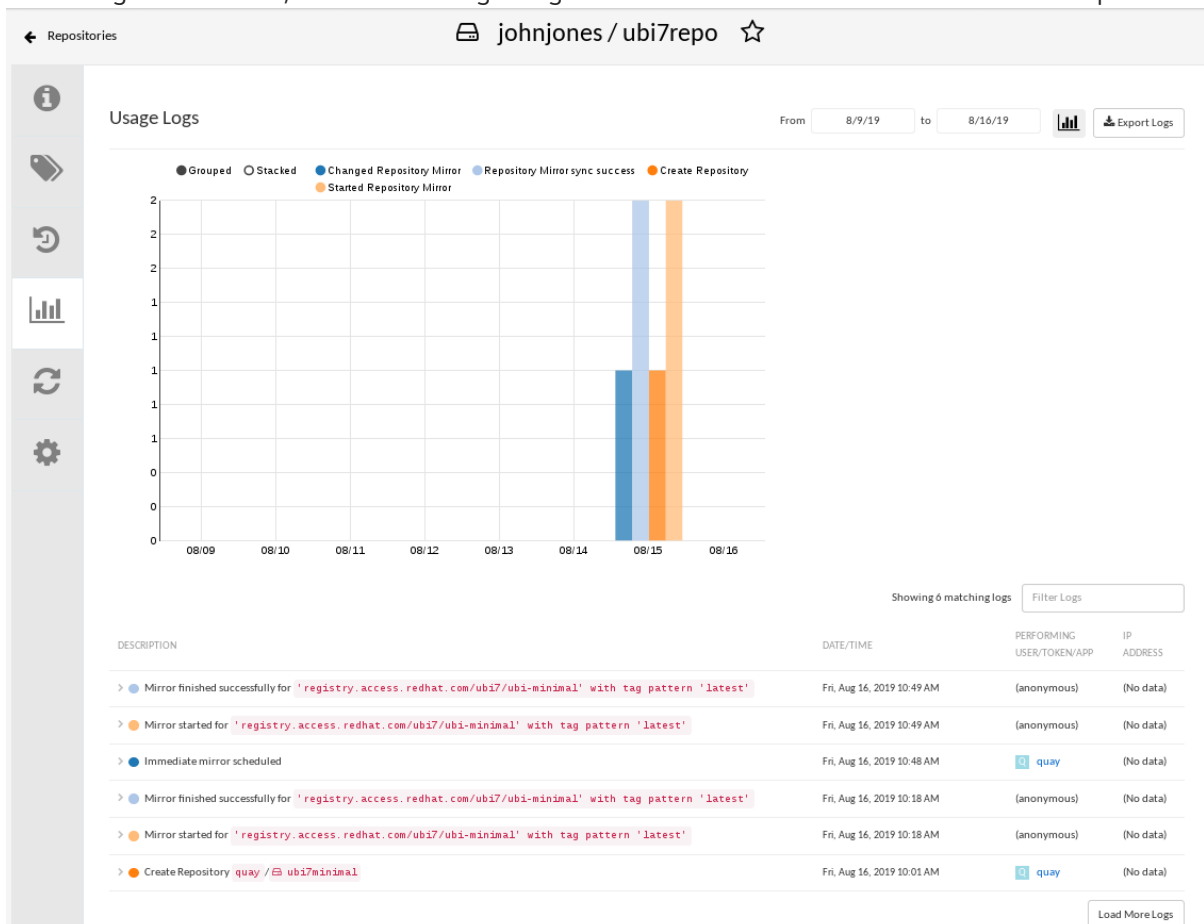 Repositories
johnjones / ubi7repo
Usage Logs
From 8/9/19 to 8/16/19 Export Logs
Grouped Stacked Changed Repository Mirror Repository Mirror sync success Create Repository
Started Repository Mirror
2
2
2
1
1
1
1
1
0
0
0
08/09 08/10 08/11 08/12 08/13 08/14 08/15 08/16
Showing 6 matching logs Filter Logs
DESCRIPTION DATE/TIME PERFORMING USER/TOKEN/APP IP ADDRESS
Mirror finished successfully for 'registry.access.redhat.com/ubi7/ubi-minimal' with tag pattern 'latest' Fri, Aug 16, 2019 10:49 AM (anonymous) (No data)
Mirror started for 'registry.access.redhat.com/ubi7/ubi-minimal' with tag pattern 'latest' Fri, Aug 16, 2019 10:49 AM (anonymous) (No data)
Immediate mirror scheduled Fri, Aug 16, 2019 10:48 AM Q quay (No data)
Mirror finished successfully for 'registry.access.redhat.com/ubi7/ubi-minimal' with tag pattern 'latest' Fri, Aug 16, 2019 10:18 AM (anonymous) (No data)
Mirror started for 'registry.access.redhat.com/ubi7/ubi-minimal' with tag pattern 'latest' Fri, Aug 16, 2019 10:18 AM (anonymous) (No data)
Create Repository quay / ubi7minimal Fri, Aug 16, 2019 10:01 AM Q quay (No data)
Load More Logs